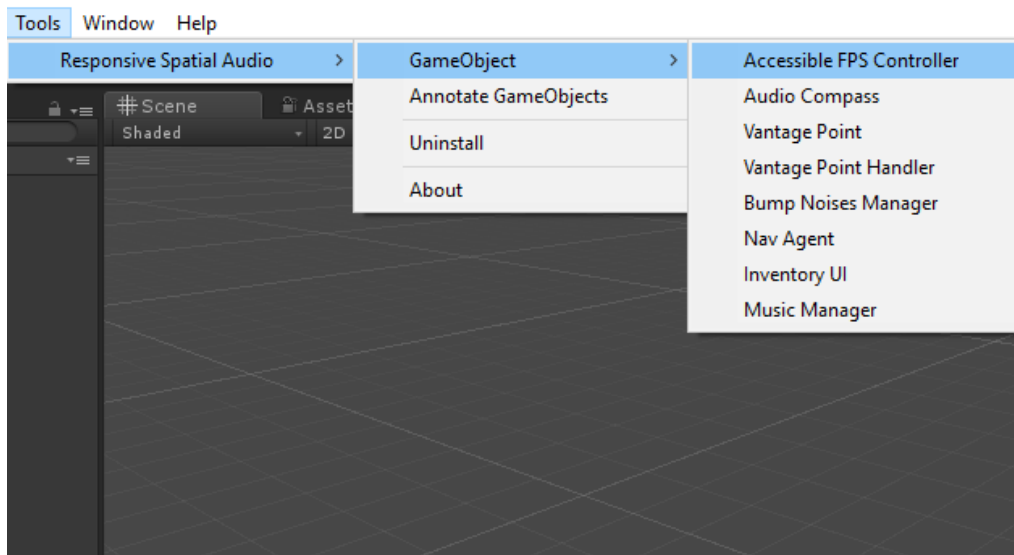 Tools Window Help
Responsive Spatial Audio > GameObject > Accessible FPS Controller
Annotate GameObjects Audio Compass
Uninstall Vantage Point
About Vantage Point Handler
Bump Noises Manager
Nav Agent
Inventory UI
Music Manager
#Scene Asset
Shaded 2D